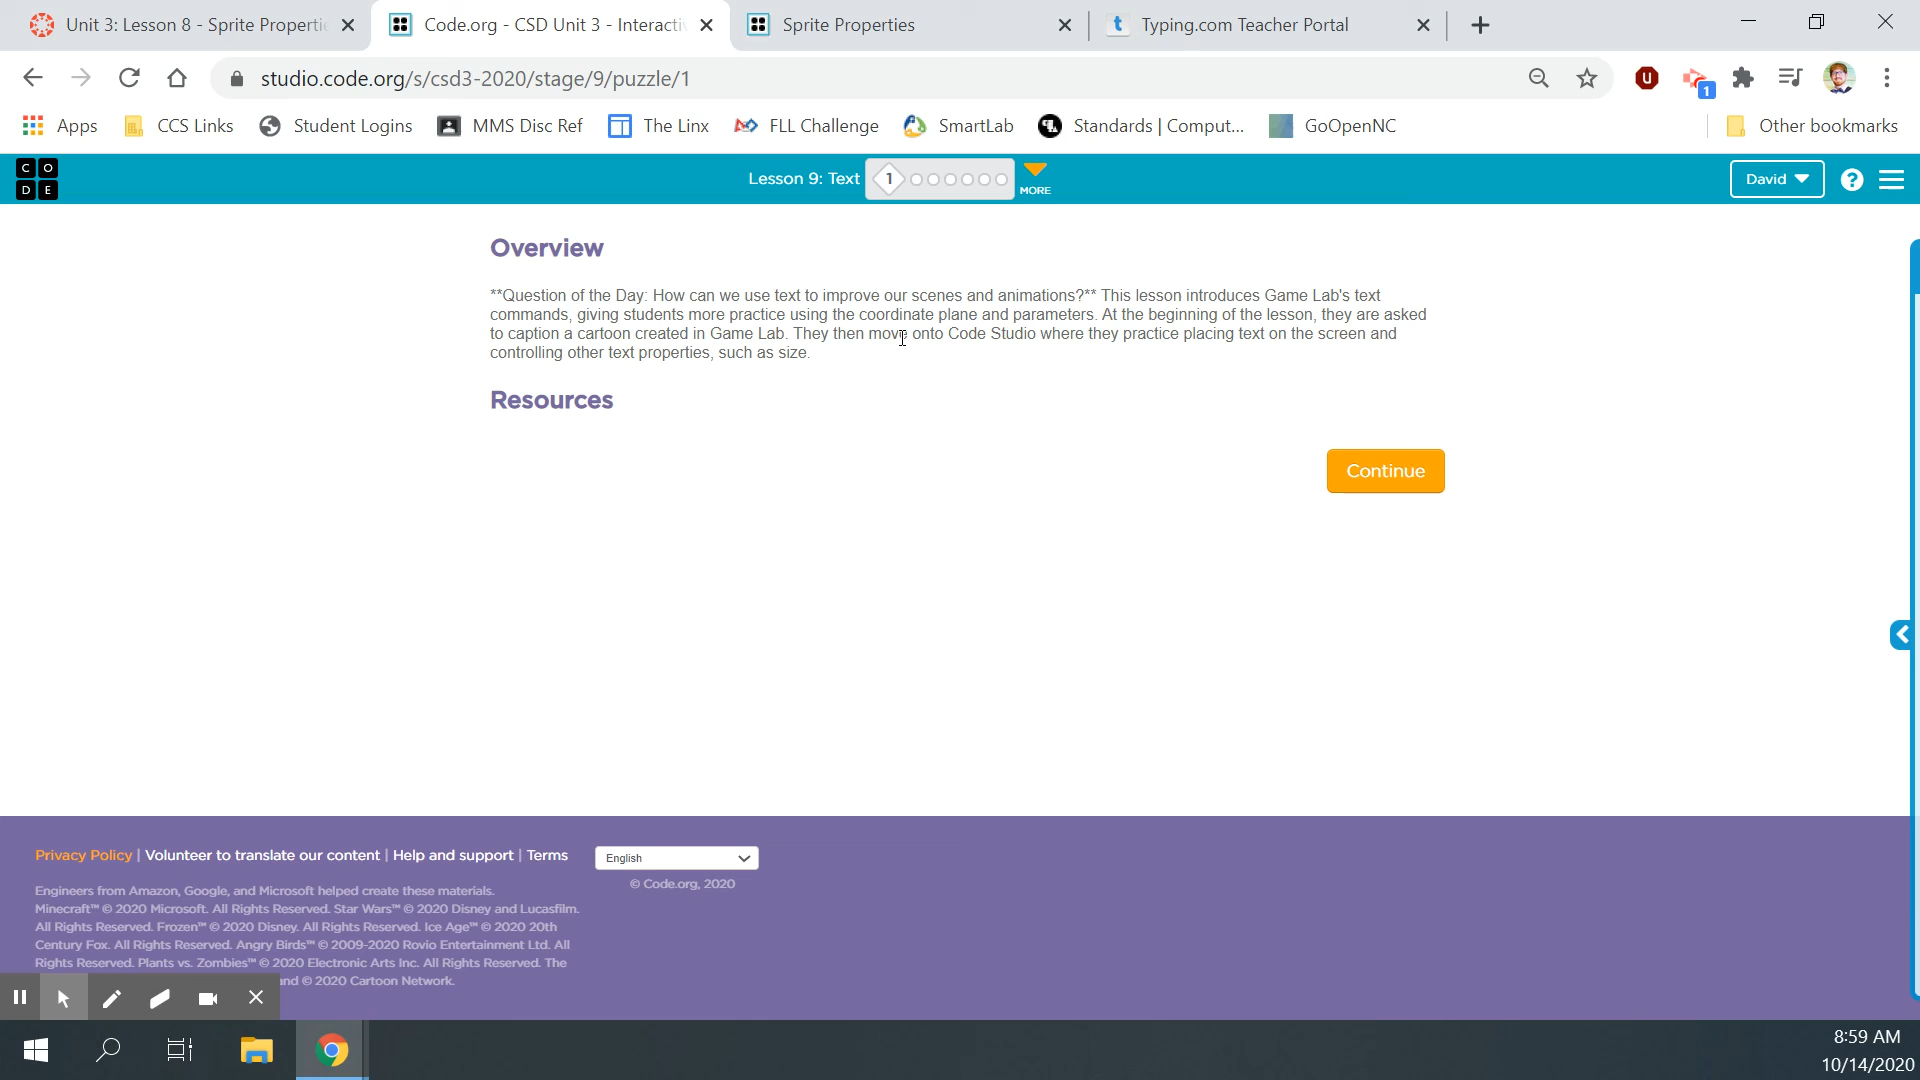 Unit 3: Lesson 8 - Sprite Properti
Code.org - CSD Unit 3 - Interacti
Sprite Properties
t
Typing.com Teacher Portal
studio.code.org/s/csd3-2020/stage/9/puzzle/1
U
1
Apps
CCS Links
Student Logins
MMS Disc Ref
The Linx
FLL Challenge
SmartLab
Standards | Comput...
GoOpenNC
Other bookmarks
C O
D E
Lesson 9: Text
1
MORE
David
?
Overview
**Question of the Day: How can we use text to improve our scenes and animations?** This lesson introduces Game Lab's text
commands, giving students more practice using the coordinate plane and parameters. At the beginning of the lesson, they are asked
to caption a cartoon created in Game Lab. They then move onto Code Studio where they practice placing text on the screen and
controlling other text properties, such as size.
Resources
Continue
Privacy Policy | Volunteer to translate our content | Help and support | Terms
English
© Code.org, 2020
Engineers from Amazon, Google, and Microsoft helped create these materials.
Minecraft™ © 2020 Microsoft. All Rights Reserved. Star Wars™ © 2020 Disney and Lucasfilm.
All Rights Reserved. Frozen™ © 2020 Disney. All Rights Reserved. Ice Age™ © 2020 20th
Century Fox. All Rights Reserved. Angry Birds™ © 2009-2020 Rovio Entertainment Ltd. All
Rights Reserved. Plants vs. Zombies™ © 2020 Electronic Arts Inc. All Rights Reserved. The
and © 2020 Cartoon Network.
8:59 AM
10/14/2020